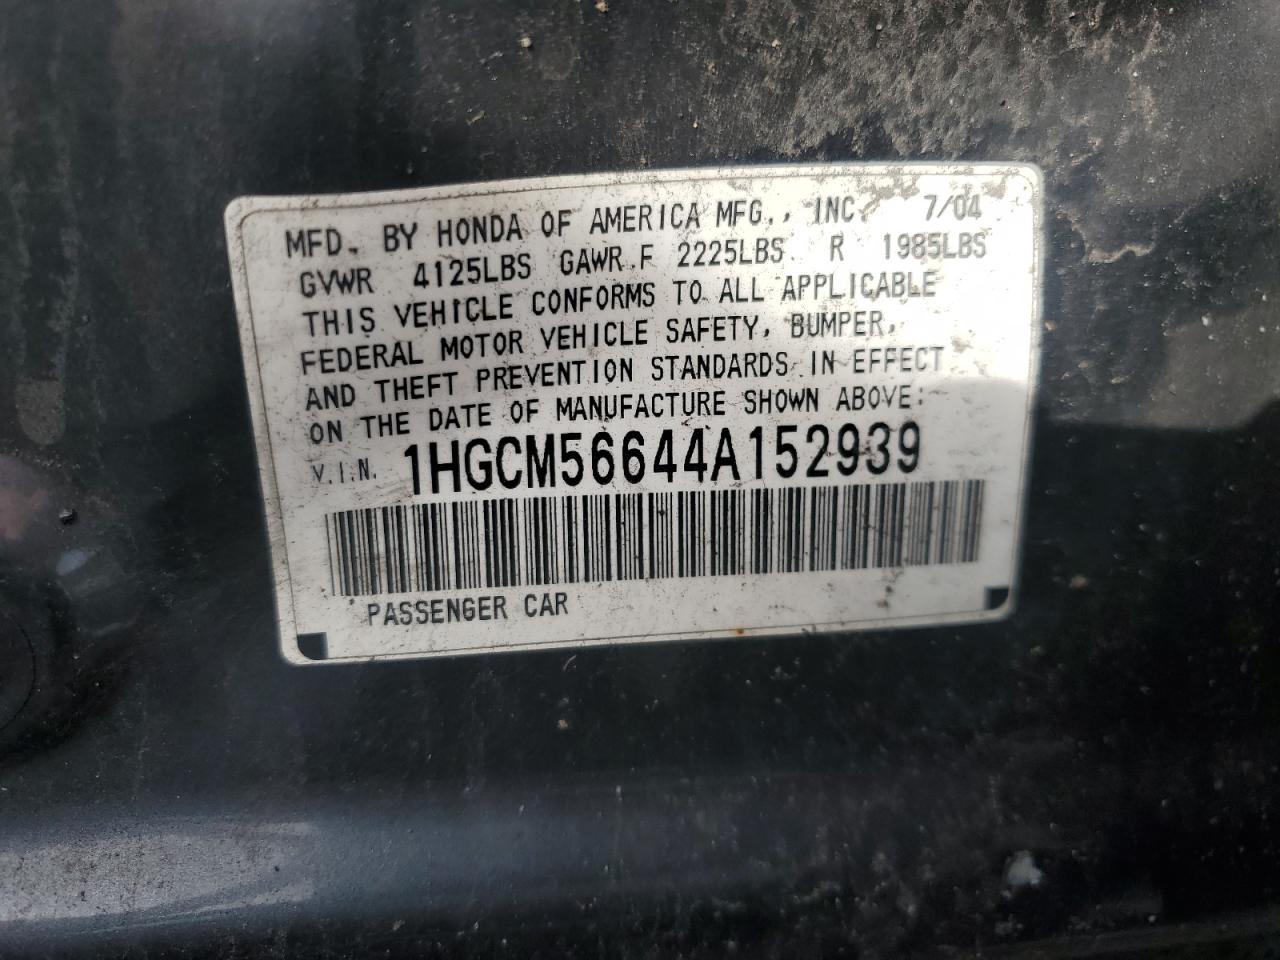 MFD. BY HONDA OF AMERICA MFG., INC. 7/04
GVWR 4125LBS GAWR F 2225LBS R 1985LBS
THIS VEHICLE CONFORMS TO ALL APPLICABLE
FEDERAL MOTOR VEHICLE SAFETY, BUMPER,
AND THEFT PREVENTION STANDARDS IN EFFECT
ON THE DATE OF MANUFACTURE SHOWN ABOVE:
V.I.N. 1HGCM56644A152939
PASSENGER CAR